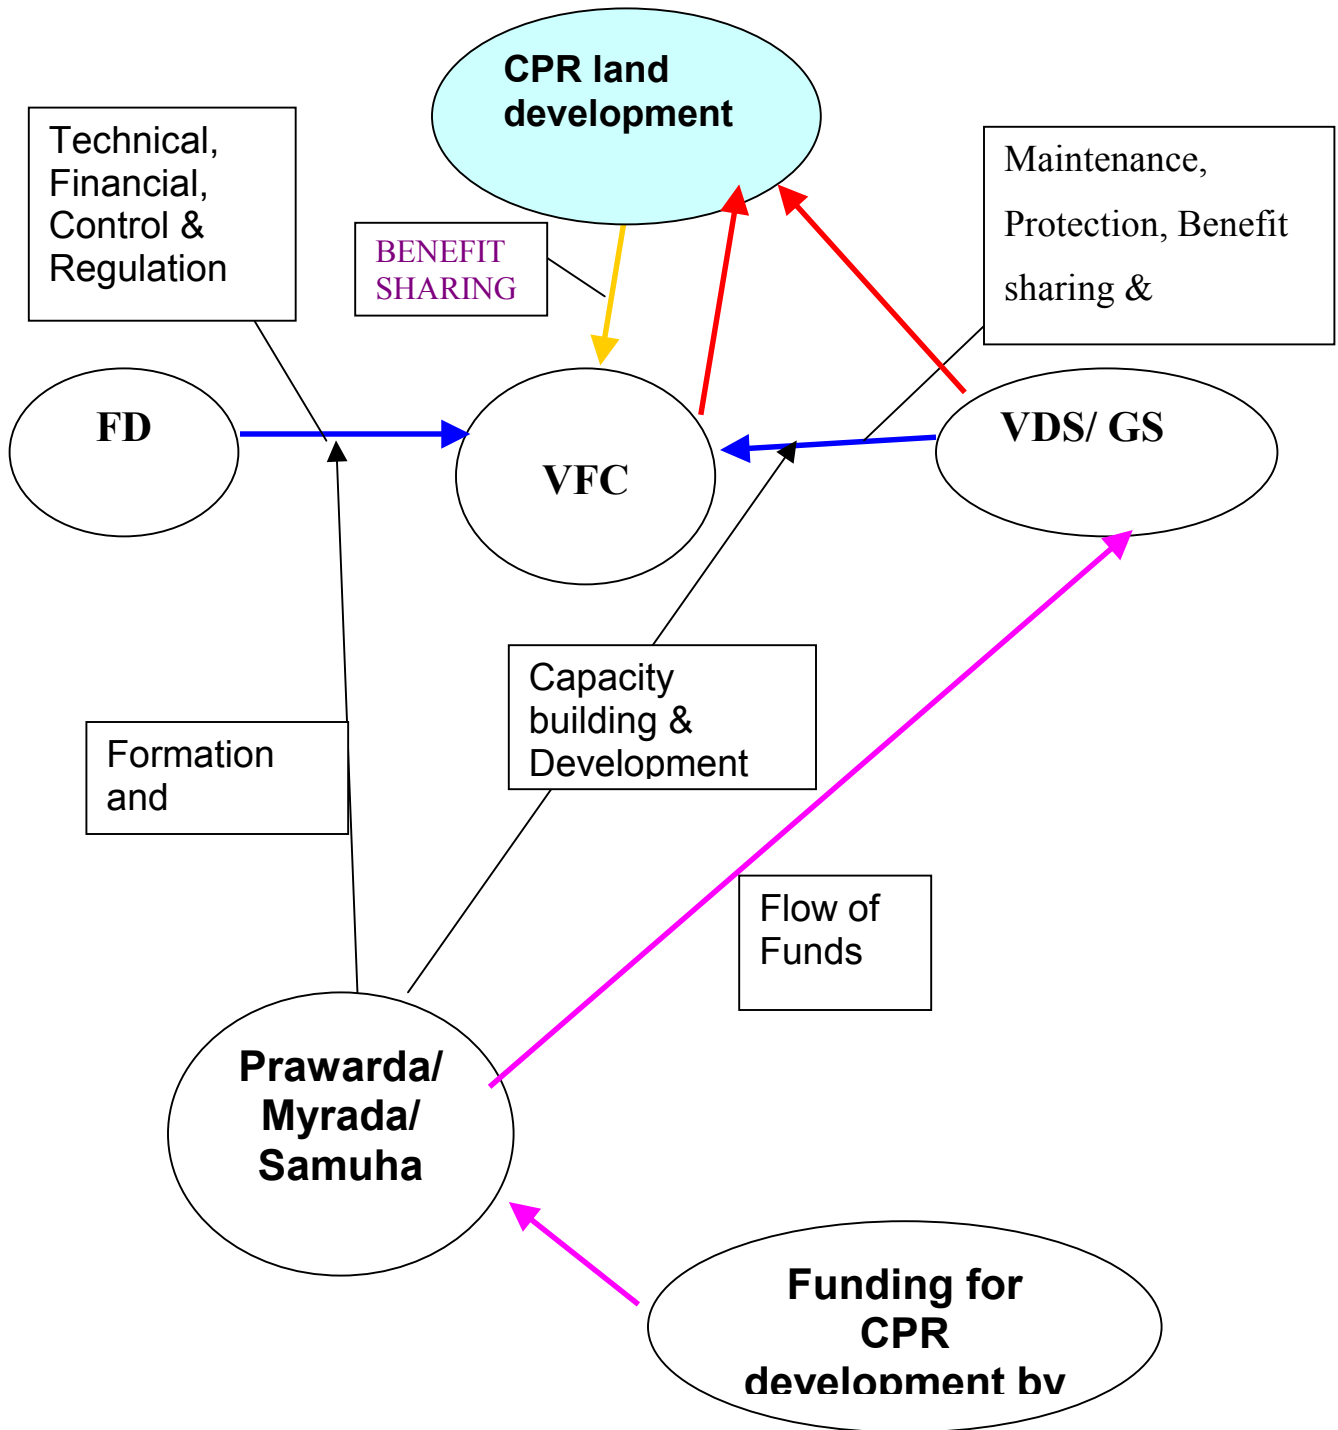 CPR land
development
Technical,
Financial,
Control &
Regulation
BENEFIT
SHARING
Maintenance,
Protection, Benefit
sharing &
FD
VFC
VDS/ GS
Capacity
building &
Development
Formation
and
Flow of
Funds
Prawarda/
Myrada/
Samuha
Funding for
CPR
development by